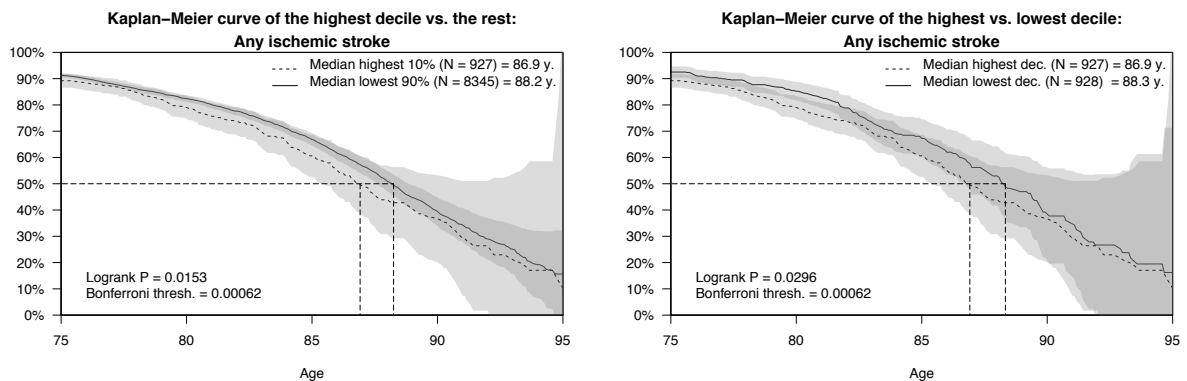 Kaplan−Meier curve of the highest decile vs. the rest:
Any ischemic stroke
100%
90%
80%
70%
60%
50%
40%
30%
20%
10%
0%
Median highest 10% (N = 927) = 86.9 y.
Median lowest 90% (N = 8345) = 88.2 y.
Logrank P = 0.0153
Bonferroni thresh. = 0.00062
75 80 85 90 95
Age
Kaplan−Meier curve of the highest vs. lowest decile:
Any ischemic stroke
100%
90%
80%
70%
60%
50%
40%
30%
20%
10%
0%
Median highest dec. (N = 927) = 86.9 y.
Median lowest dec. (N = 928) = 88.3 y.
Logrank P = 0.0296
Bonferroni thresh. = 0.00062
75 80 85 90 95
Age